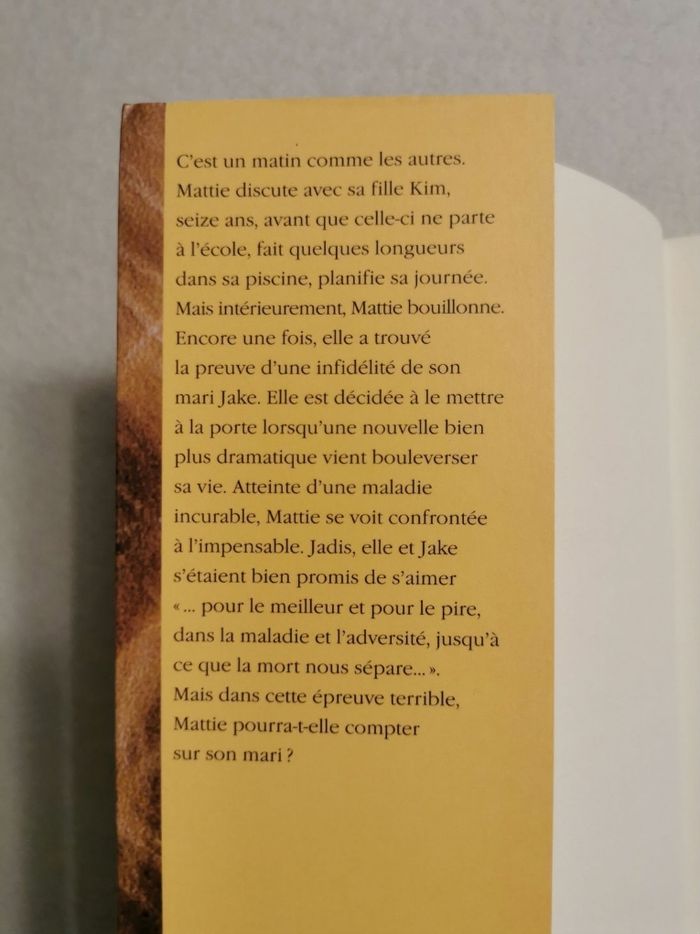 C'est un matin comme les autres.
Mattie discute avec sa fille Kim,
seize ans, avant que celle-ci ne parte
à l'école, fait quelques longueurs
dans sa piscine, planifie sa journée.
Mais intérieurement, Mattie bouillonne.
Encore une fois, elle a trouvé
la preuve d'une infidélité de son
mari Jake. Elle est décidée à le mettre
à la porte lorsqu'une nouvelle bien
plus dramatique vient bouleverser
sa vie. Atteinte d'une maladie
incurable, Mattie se voit confrontée
à l'impensable. Jadis, elle et Jake
s'étaient bien promis de s'aimer
« ... pour le meilleur et pour le pire,
dans la maladie et l'adversité, jusqu'à
ce que la mort nous sépare... ».
Mais dans cette épreuve terrible,
Mattie pourra-t-elle compter
sur son mari ?